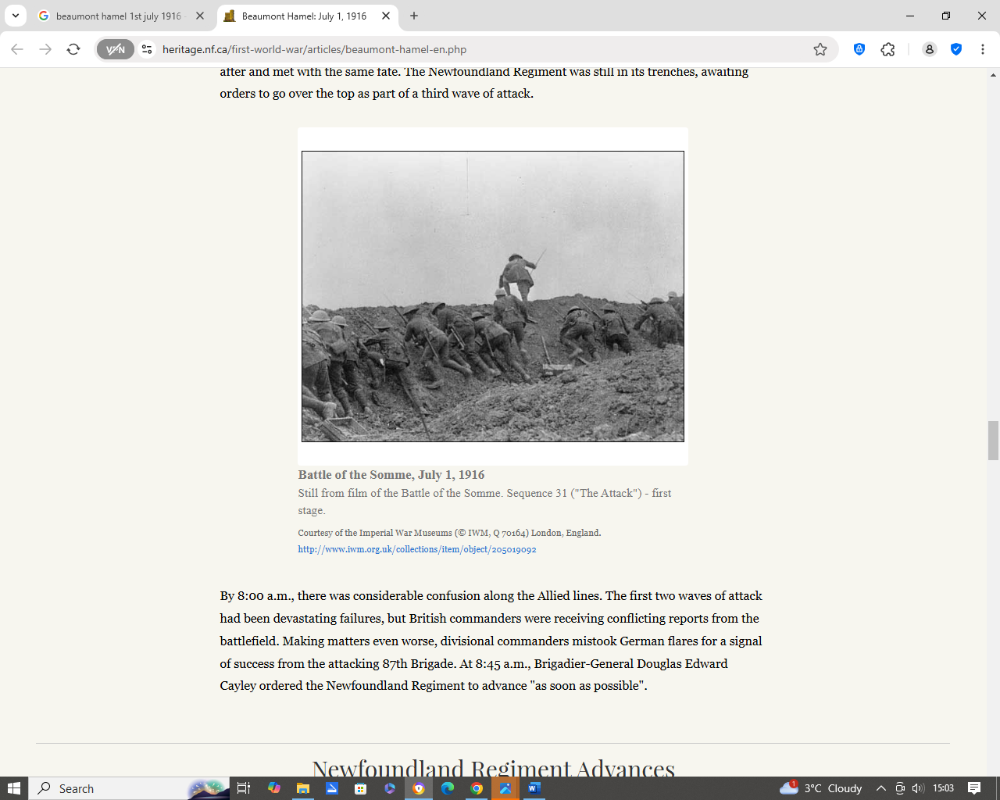 beaumont hamel 1st july 1916
Beaumont Hamel: July 1, 1916
VPN
heritage.nf.ca/first-world-war/articles/beaumont-hamel-en.php
after and met with the same fate. The Newfoundland Regiment was still in its trenches, awaiting
orders to go over the top as part of a third wave of attack.
Battle of the Somme, July 1, 1916
Still from film of the Battle of the Somme. Sequence 31 ("The Attack") - first
stage.
Courtesy of the Imperial War Museums (© IWM, Q 70164) London, England.
http://www.iwm.org.uk/collections/item/object/205019092
By 8:00 a.m., there was considerable confusion along the Allied lines. The first two waves of attack
had been devastating failures, but British commanders were receiving conflicting reports from the
battlefield. Making matters even worse, divisional commanders mistook German flares for a signal
of success from the attacking 87th Brigade. At 8:45 a.m., Brigadier-General Douglas Edward
Cayley ordered the Newfoundland Regiment to advance "as soon as possible".
Newfoundland Regiment Advances
Search
1
3°C Cloudy
15:03